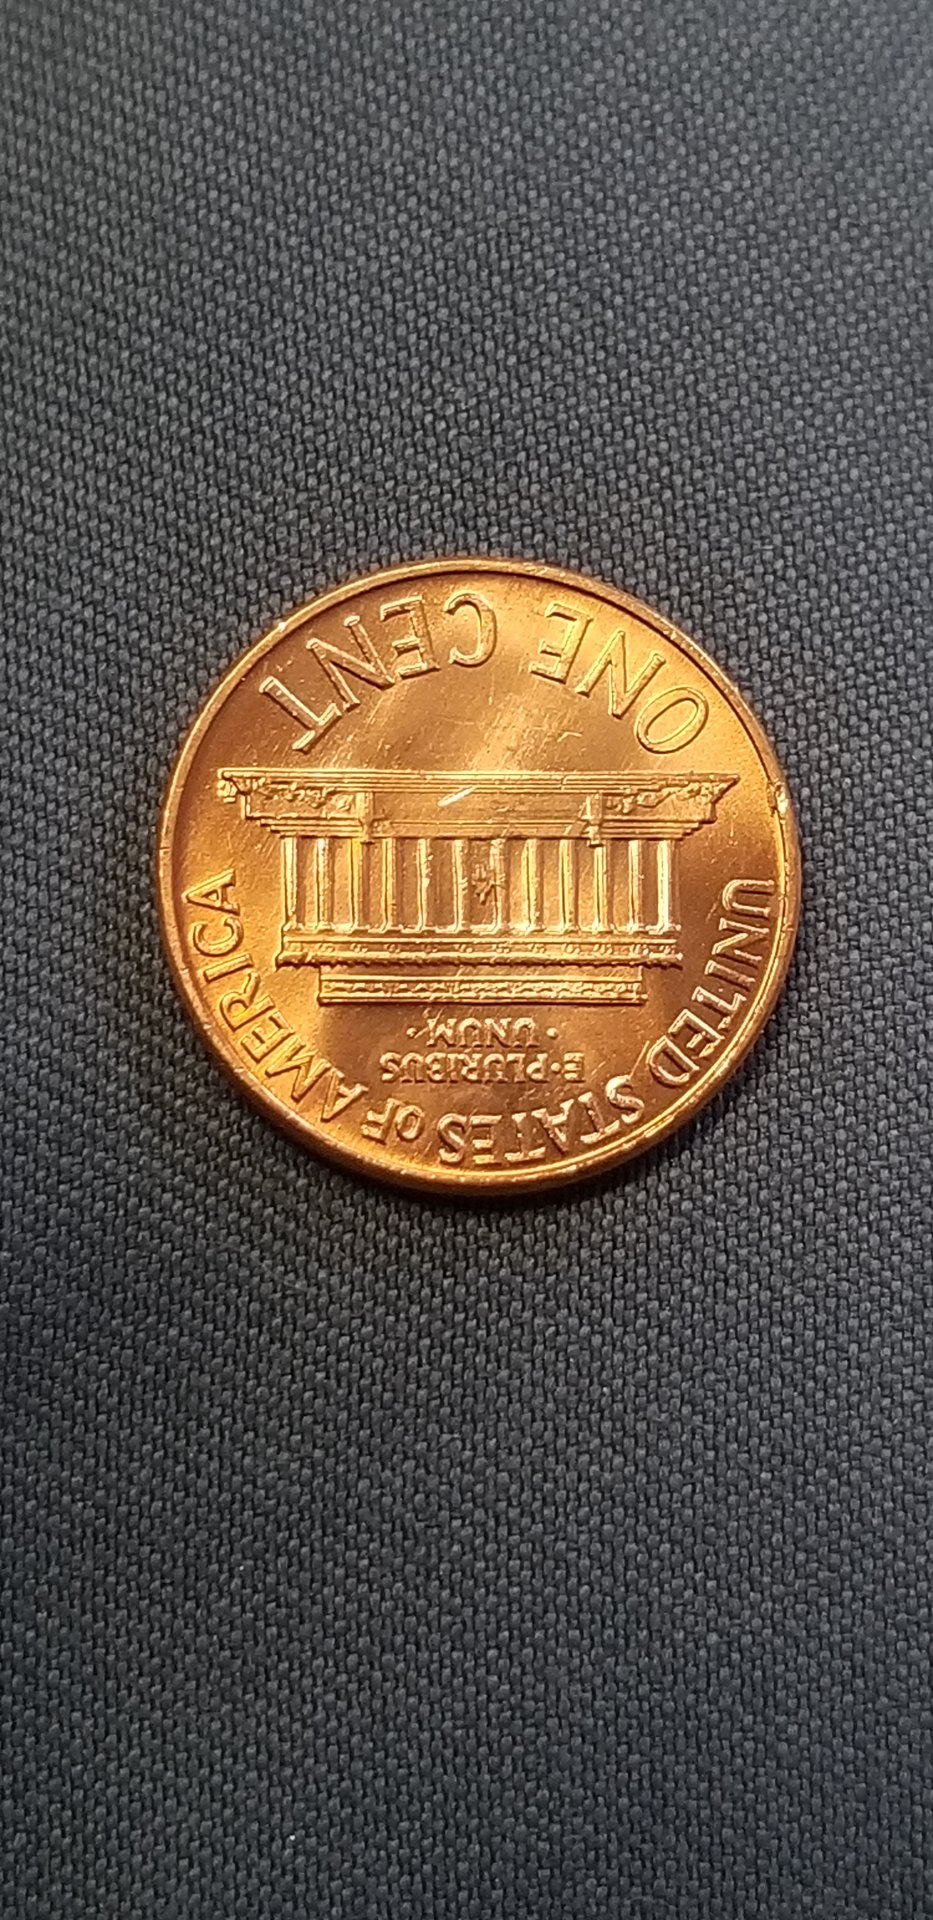 UNITED STATES OF AMERICA
E·PLURIBUS
·UNUM·
ONE CENT